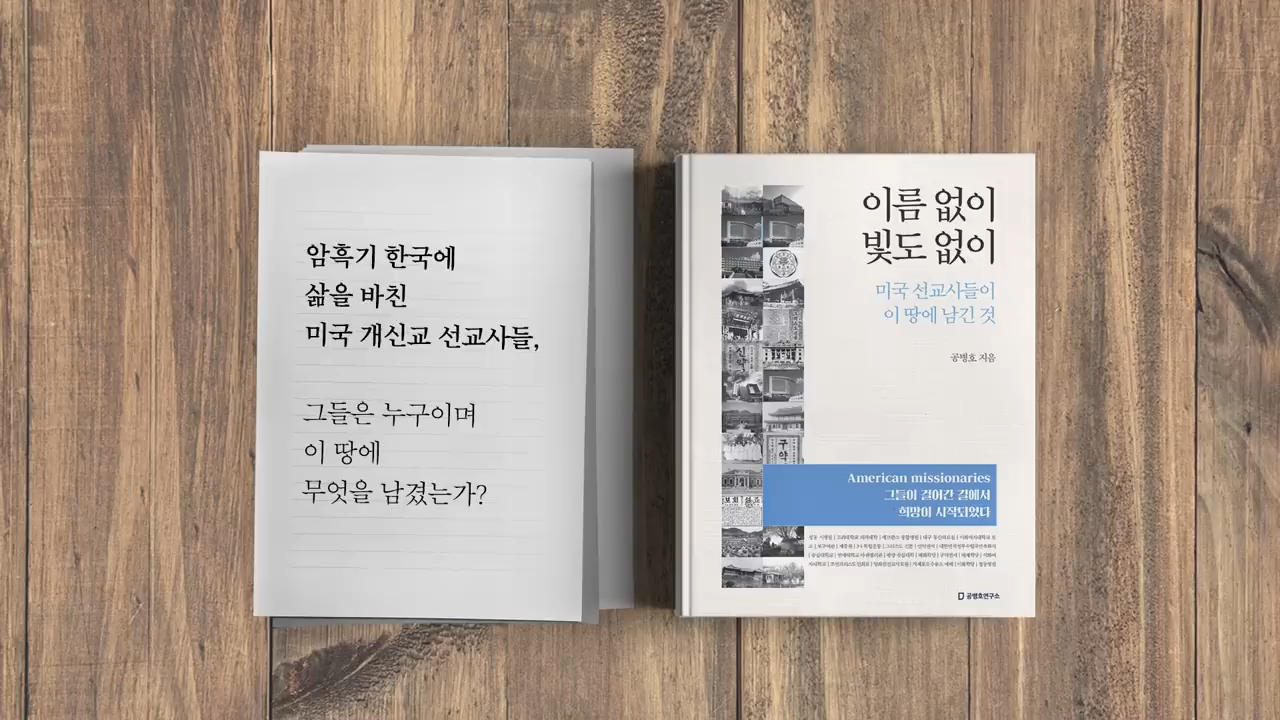 암흑기 한국에
삶을 바친
미국 개신교 선교사들,
그들은 누구이며
이 땅에
무엇을 남겼는가?
이름 없이
빛도 없이
미국 선교사들이
이 땅에 남긴 것
공병호 지음
신약
구약
American missionaries
그들이 걸어간 길에서
희망이 시작되었다
공병호연구소